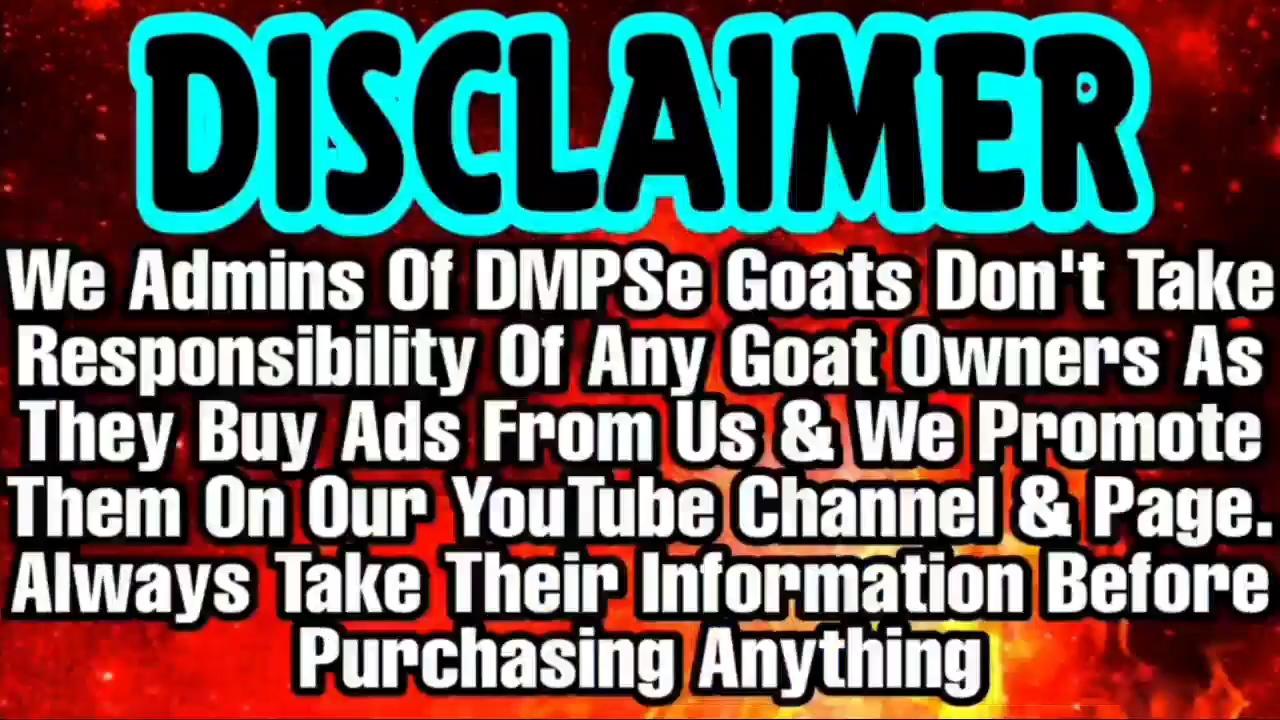 DISCLAIMER
We Admins Of DMPSe Goats Don't Take
Responsibility Of Any Goat Owners As
They Buy Ads From Us & We Promote
Them On Our YouTube Channel & Page.
Always Take Their Information Before
Purchasing Anything